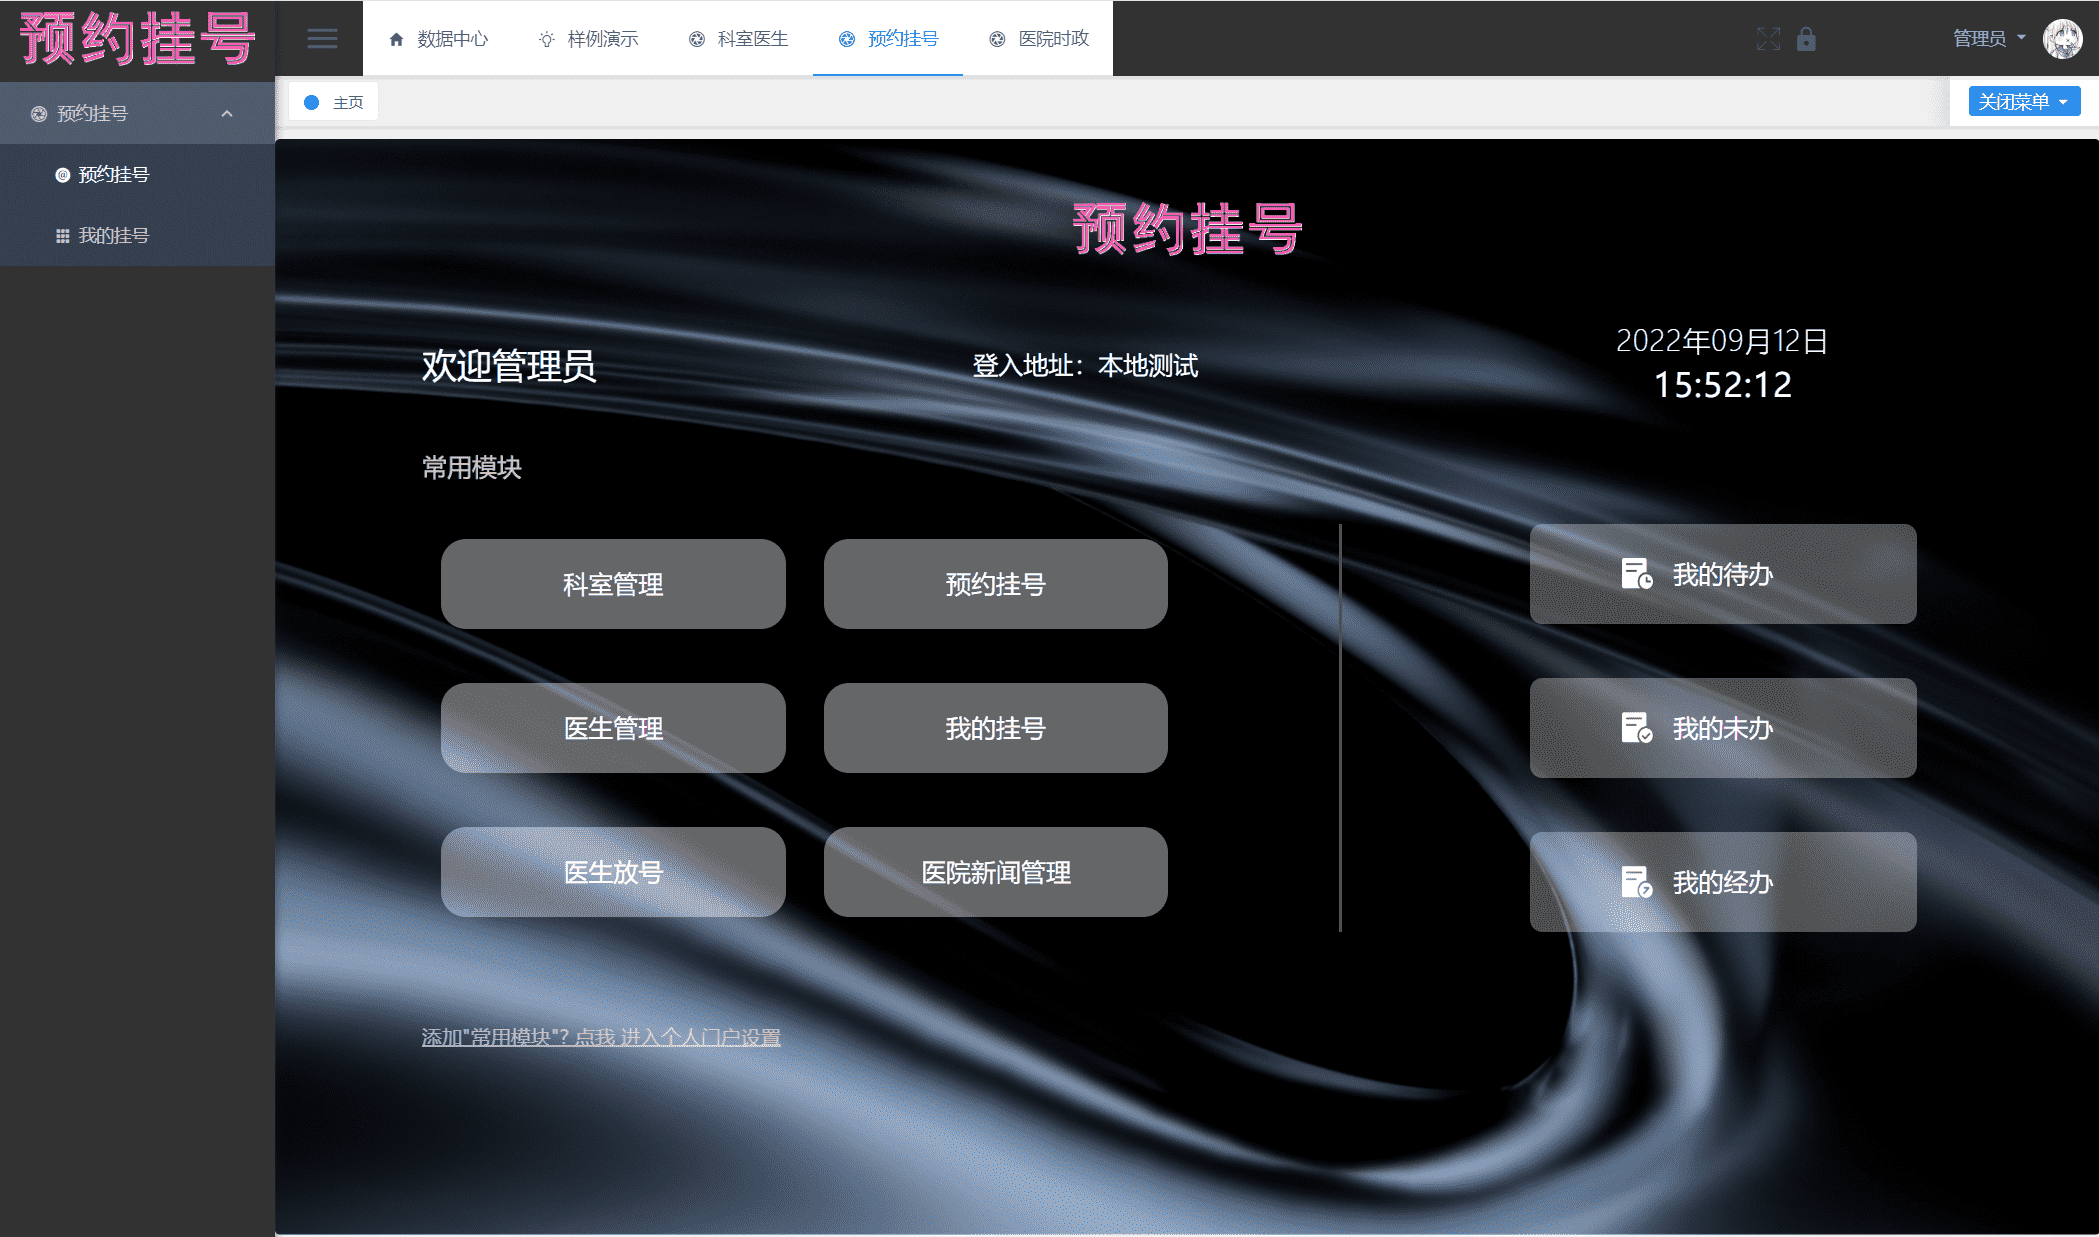 预约挂号
数据中心
样例演示
科室医生
预约挂号
医院时政
管理员
预约挂号
预约挂号
我的挂号
主页
关闭菜单
预约挂号
欢迎管理员
登入地址：本地测试
2022年09月12日
15:52:12
常用模块
科室管理
预约挂号
医生管理
我的挂号
医生放号
医院新闻管理
我的待办
我的未办
我的经办
添加"常用模块"? 点我 进入个人门户设置